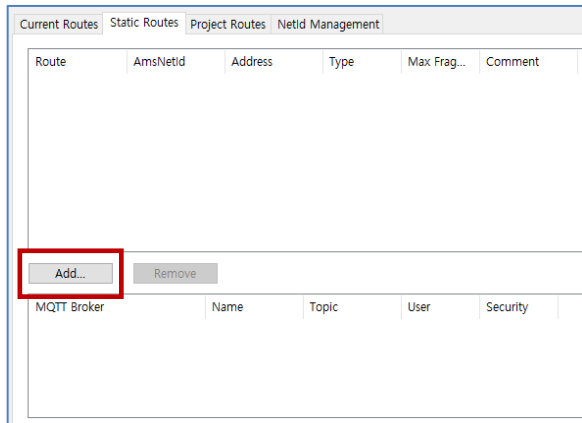 Current Routes Static Routes Project Routes NetId Management
Route AmsNetId Address Type Max Frag... Comment
Add... Remove
MQTT Broker Name Topic User Security